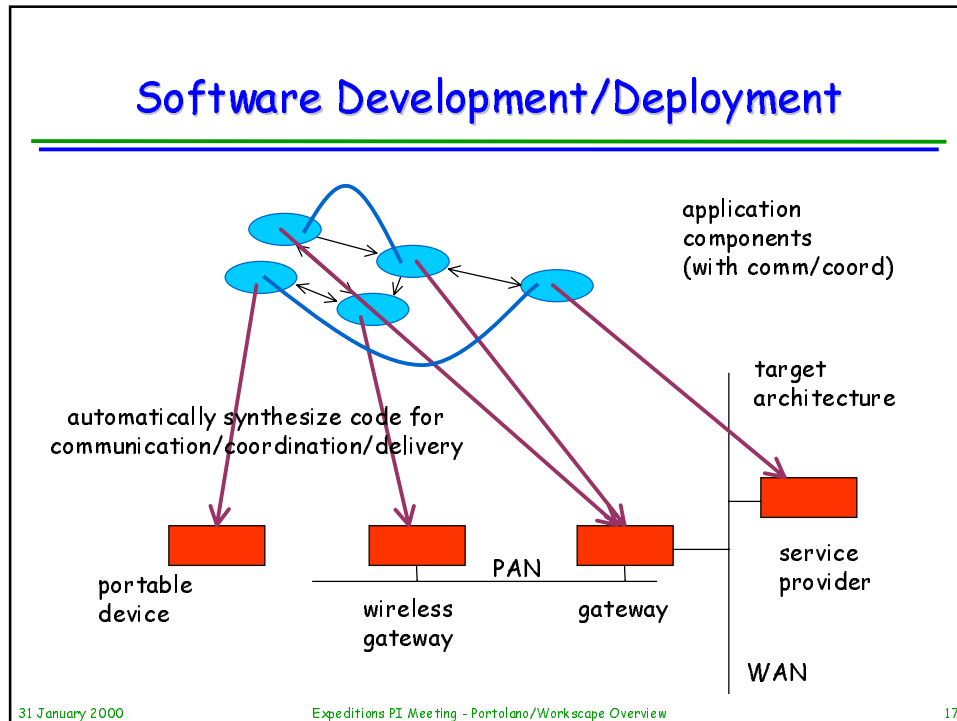 Software Development/Deployment
application
components
(with comm/coord)
target
architecture
automatically synthesize code for
communication/coordination/delivery
PAN
portable
device
wireless
gateway
gateway
service
provider
WAN
31 January 2000
Expeditions PI Meeting - Portolano/Workscape Overview
17